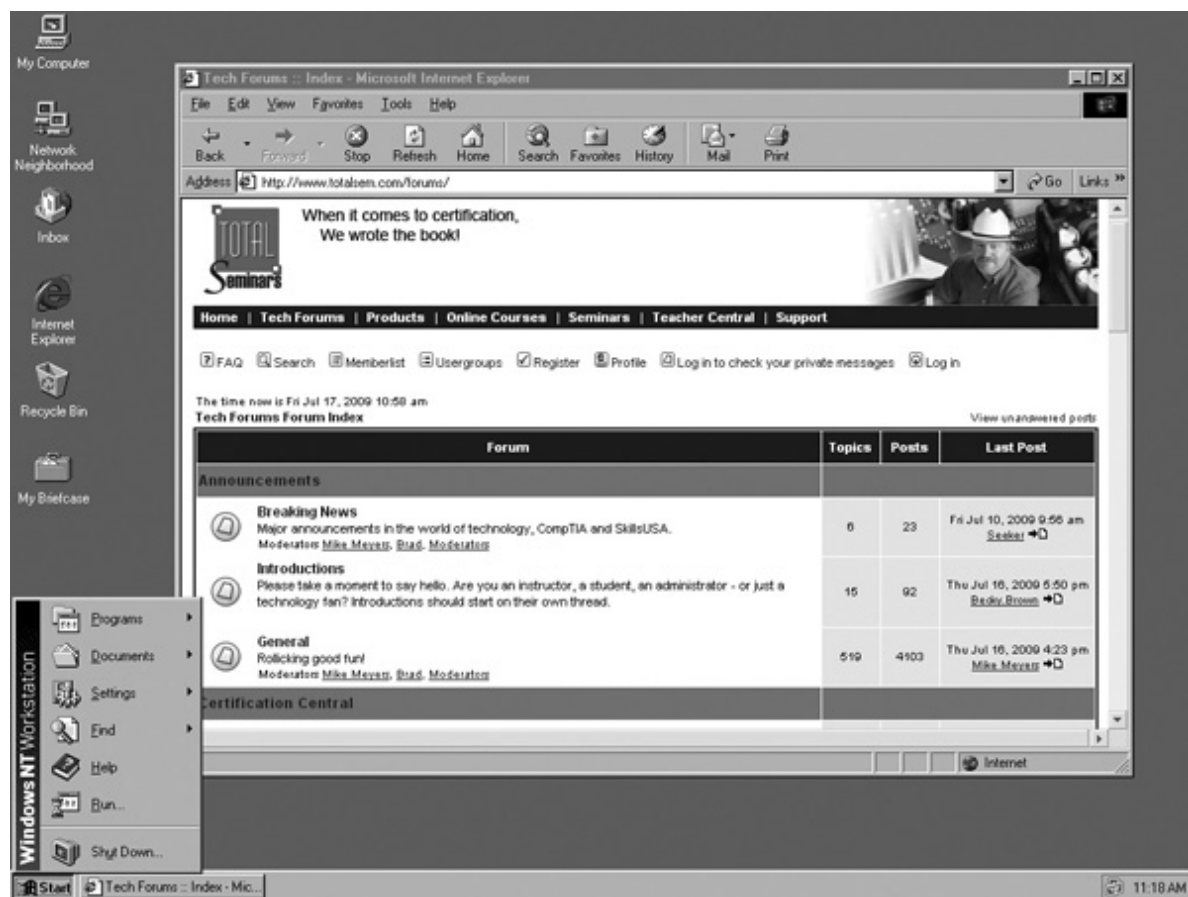 My Computer
Network
Neighborhood
Inbox
Internet
Explorer
Recycle Bin
My Briefcase
Tech Forums :: Index - Microsoft Internet Explorer
File Edit View Favorites Tools Help
Back Forward Stop Refresh Home Search Favorites History Mail Print
Address http://www.totalsem.com/forums/ Go Links »
TOTAL
Seminars
When it comes to certification,
We wrote the book!
Home | Tech Forums | Products | Online Courses | Seminars | Teacher Central | Support
FAQ Search Memberlist Usergroups Register Profile Log in to check your private messages Log in
The time now is Fri Jul 17, 2009 10:58 am
Tech Forums Forum Index View unanswered posts
Forum Topics Posts Last Post
Announcements
Breaking News
Major announcements in the world of technology, CompTIA and SkillsUSA.
Moderators Mike Meyers, Brad, Moderators
6 23 Fri Jul 10, 2009 9:56 am
Seeker
Introductions
Please take a moment to say hello. Are you an instructor, a student, an administrator - or just a
technology fan? Introductions should start on their own thread.
15 92 Thu Jul 16, 2009 5:50 pm
Becky.Brown
General
Rollicking good fun!
Moderators Mike Meyers, Brad, Moderators
519 4103 Thu Jul 16, 2009 4:23 pm
Mike Meyers
Certification Central
Internet
Windows NT Workstation
Programs
Documents
Settings
Find
Help
Run...
Shut Down...
Start Tech Forums :: Index - Mic... 11:18 AM